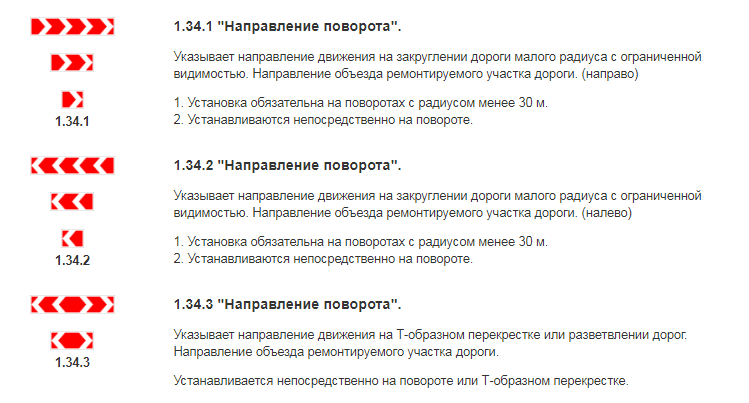 1.34.1 "Направление поворота".
Указывает направление движения на закруглении дороги малого радиуса с ограниченной
видимостью. Направление объезда ремонтируемого участка дороги. (направо)
1. Установка обязательна на поворотах с радиусом менее 30 м.
2. Устанавливаются непосредственно на повороте.
1.34.1
1.34.2 "Направление поворота".
Указывает направление движения на закруглении дороги малого радиуса с ограниченной
видимостью. Направление объезда ремонтируемого участка дороги. (налево)
1. Установка обязательна на поворотах с радиусом менее 30 м.
2. Устанавливаются непосредственно на повороте.
1.34.2
1.34.3 "Направление поворота".
Указывает направление движения на Т-образном перекрестке или разветвлении дорог.
Направление объезда ремонтируемого участка дороги.
1.34.3
Устанавливается непосредственно на повороте или Т-образном перекрестке.